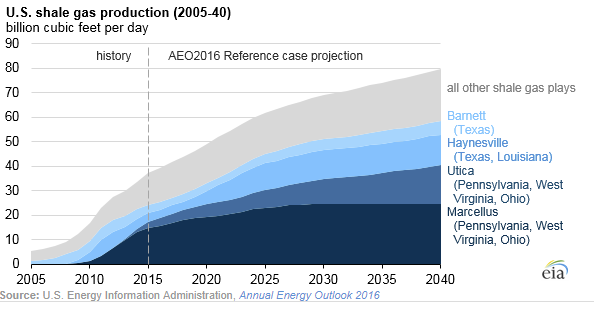 U.S. shale gas production (2005-40)
billion cubic feet per day
90
80
70
60
50
40
30
20
10
0
history
AEO2016 Reference case projection
all other shale gas plays
Barnett
(Texas)
Haynesville
(Texas, Louisiana)
Utica
(Pennsylvania, West
Virginia, Ohio)
Marcellus
(Pennsylvania, West
Virginia, Ohio)
2005 2010 2015 2020 2025 2030 2035 2040
eia
Source: U.S. Energy Information Administration, Annual Energy Outlook 2016